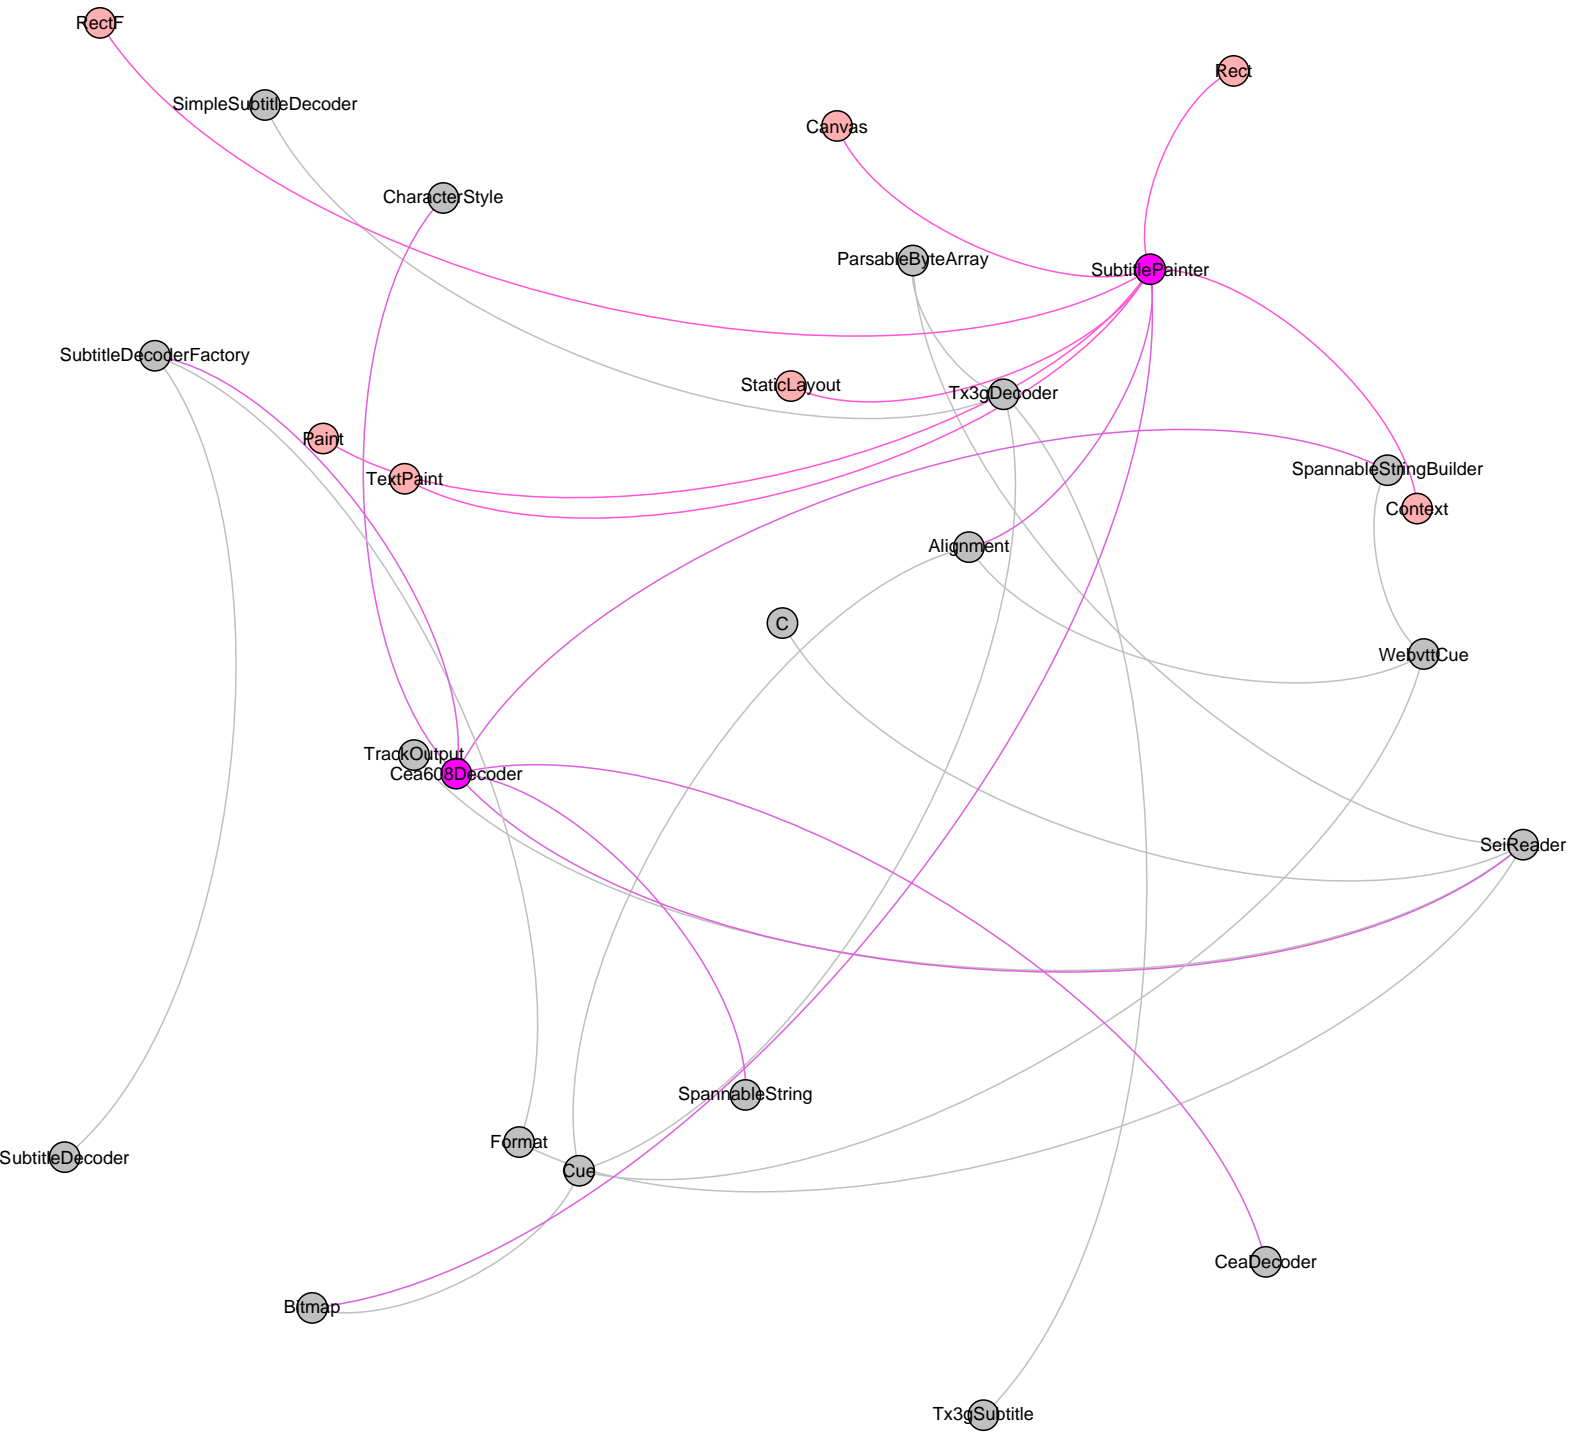 RectF
Rect
SimpleSubtitleDecoder
Canvas
CharacterStyle
ParsableByteArray
SubtitlePainter
SubtitleDecoderFactory
StaticLayout
Tx3gDecoder
Paint
TextPaint
SpannableStringBuilder
Context
Alignment
C
WebvttCue
TrackOutput
Cea608Decoder
SeiReader
SpannableString
Format
SubtitleDecoder
Cue
CeaDecoder
Bitmap
Tx3gSubtitle